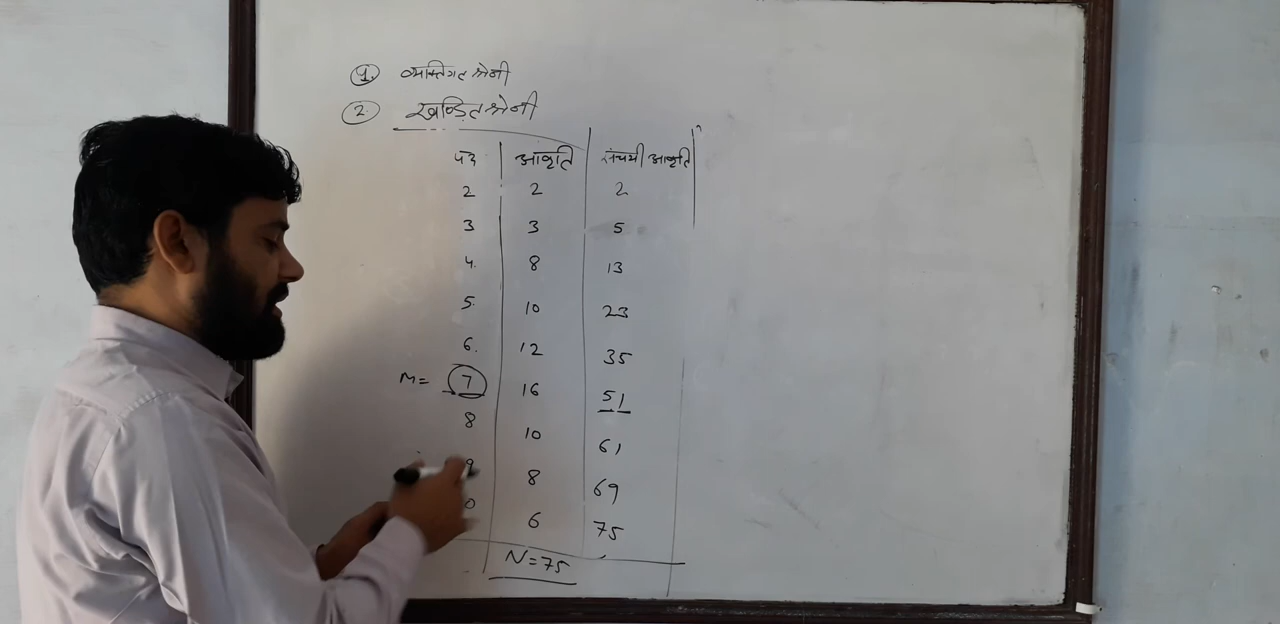 1. व्यक्तिगत श्रेणी
2. खण्डित श्रेणी
पद आवृत्ति संचयी आवृत्ति
2 2 2
3 3 5
4. 8 13
5. 10 23
6. 12 35
M= 7 16 51
8 10 61
9 8 69
0 6 75
N=75